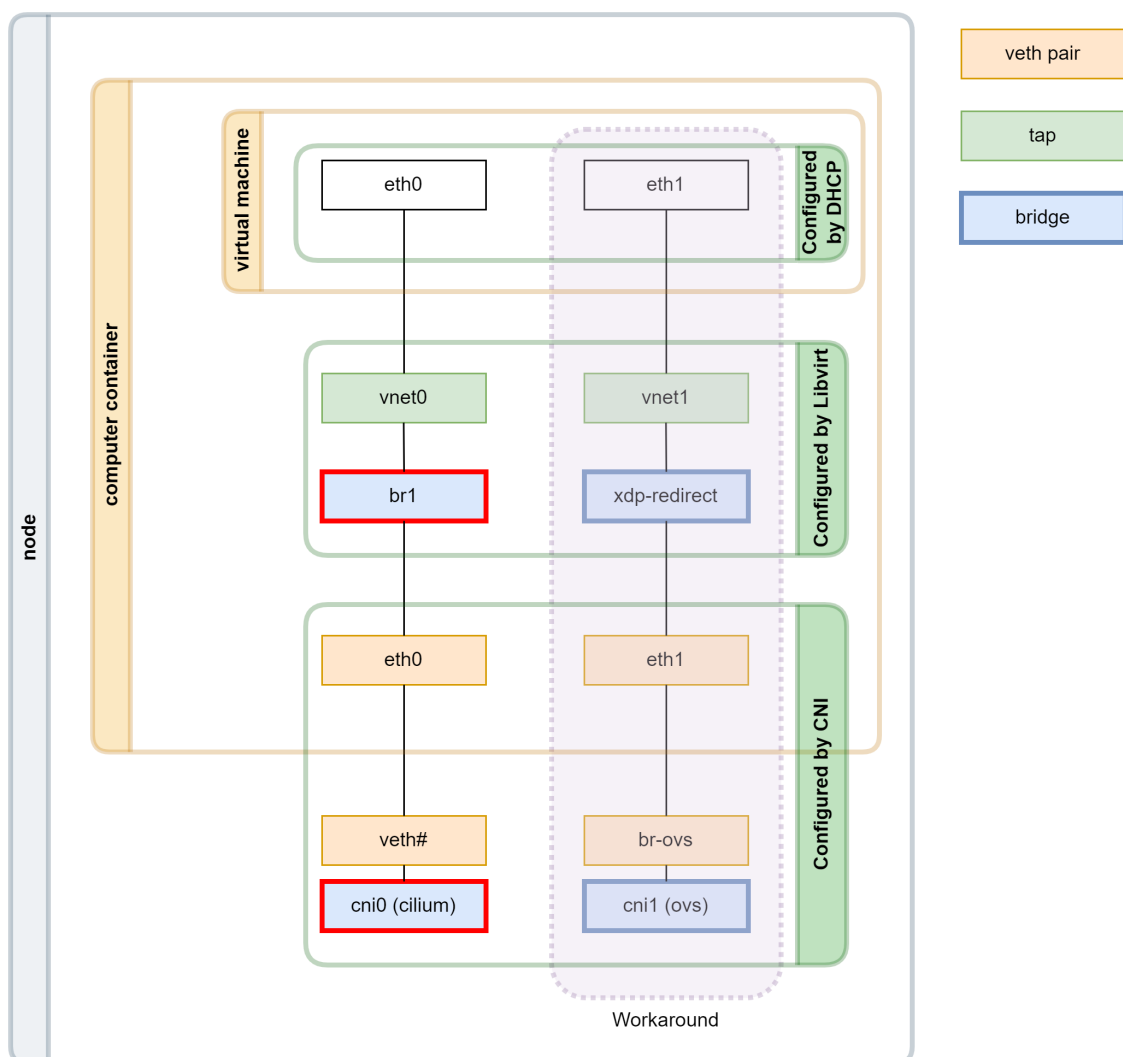 node
computer container
virtual machine
eth0
eth1
Configured
by DHCP
vnet0
vnet1
br1
xdp-redirect
Configured by Libvirt
eth0
eth1
veth#
br-ovs
cni0 (cilium)
cni1 (ovs)
Configured by CNI
Workaround
veth pair
tap
bridge